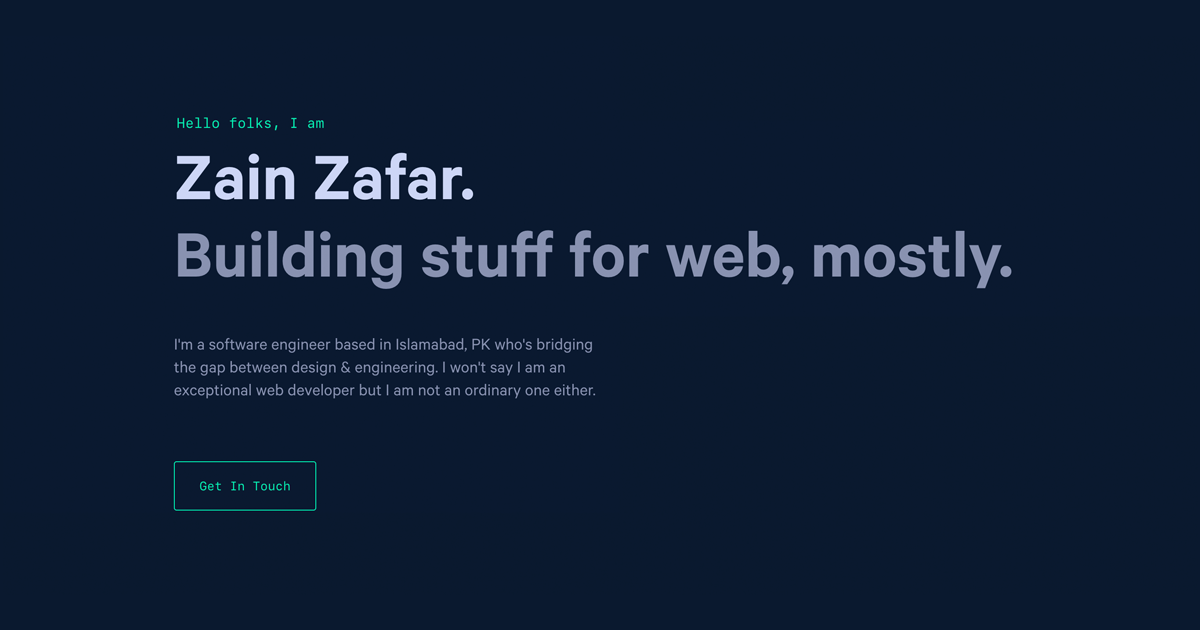 Hello folks, I am
Zain Zafar.
Building stuff for web, mostly.
I'm a software engineer based in Islamabad, PK who's bridging
the gap between design & engineering. I won't say I am an
exceptional web developer but I am not an ordinary one either.
Get In Touch